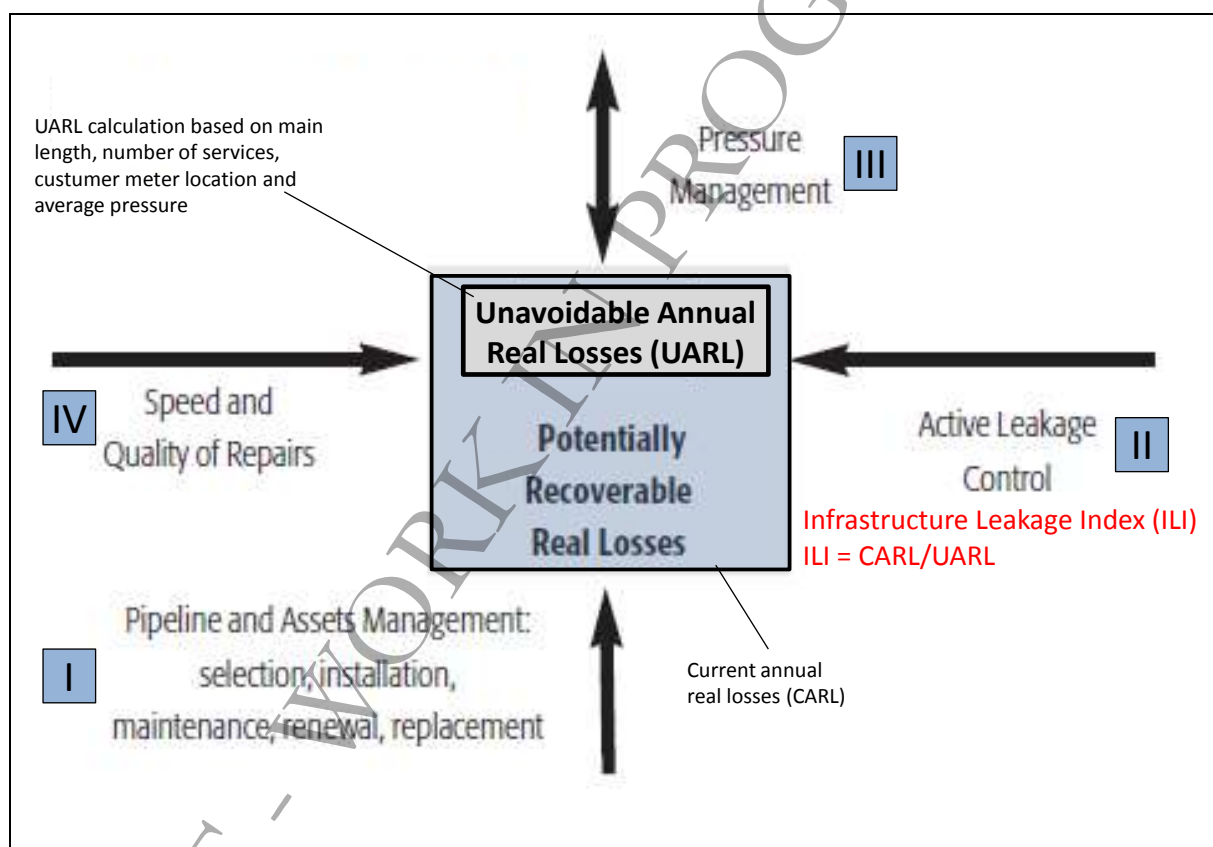 UARL calculation based on main
length, number of services,
custumer meter location and
average pressure
Pressure
Management
III
Unavoidable Annual
Real Losses (UARL)
IV
Speed and
Quality of Repairs
Potentially
Recoverable
Real Losses
Active Leakage
Control
II
Infrastructure Leakage Index (ILI)
ILI = CARL/UARL
I
Pipeline and Assets Management:
selection, installation,
maintenance, renewal, replacement
Current annual
real losses (CARL)
- WORK IN PROG